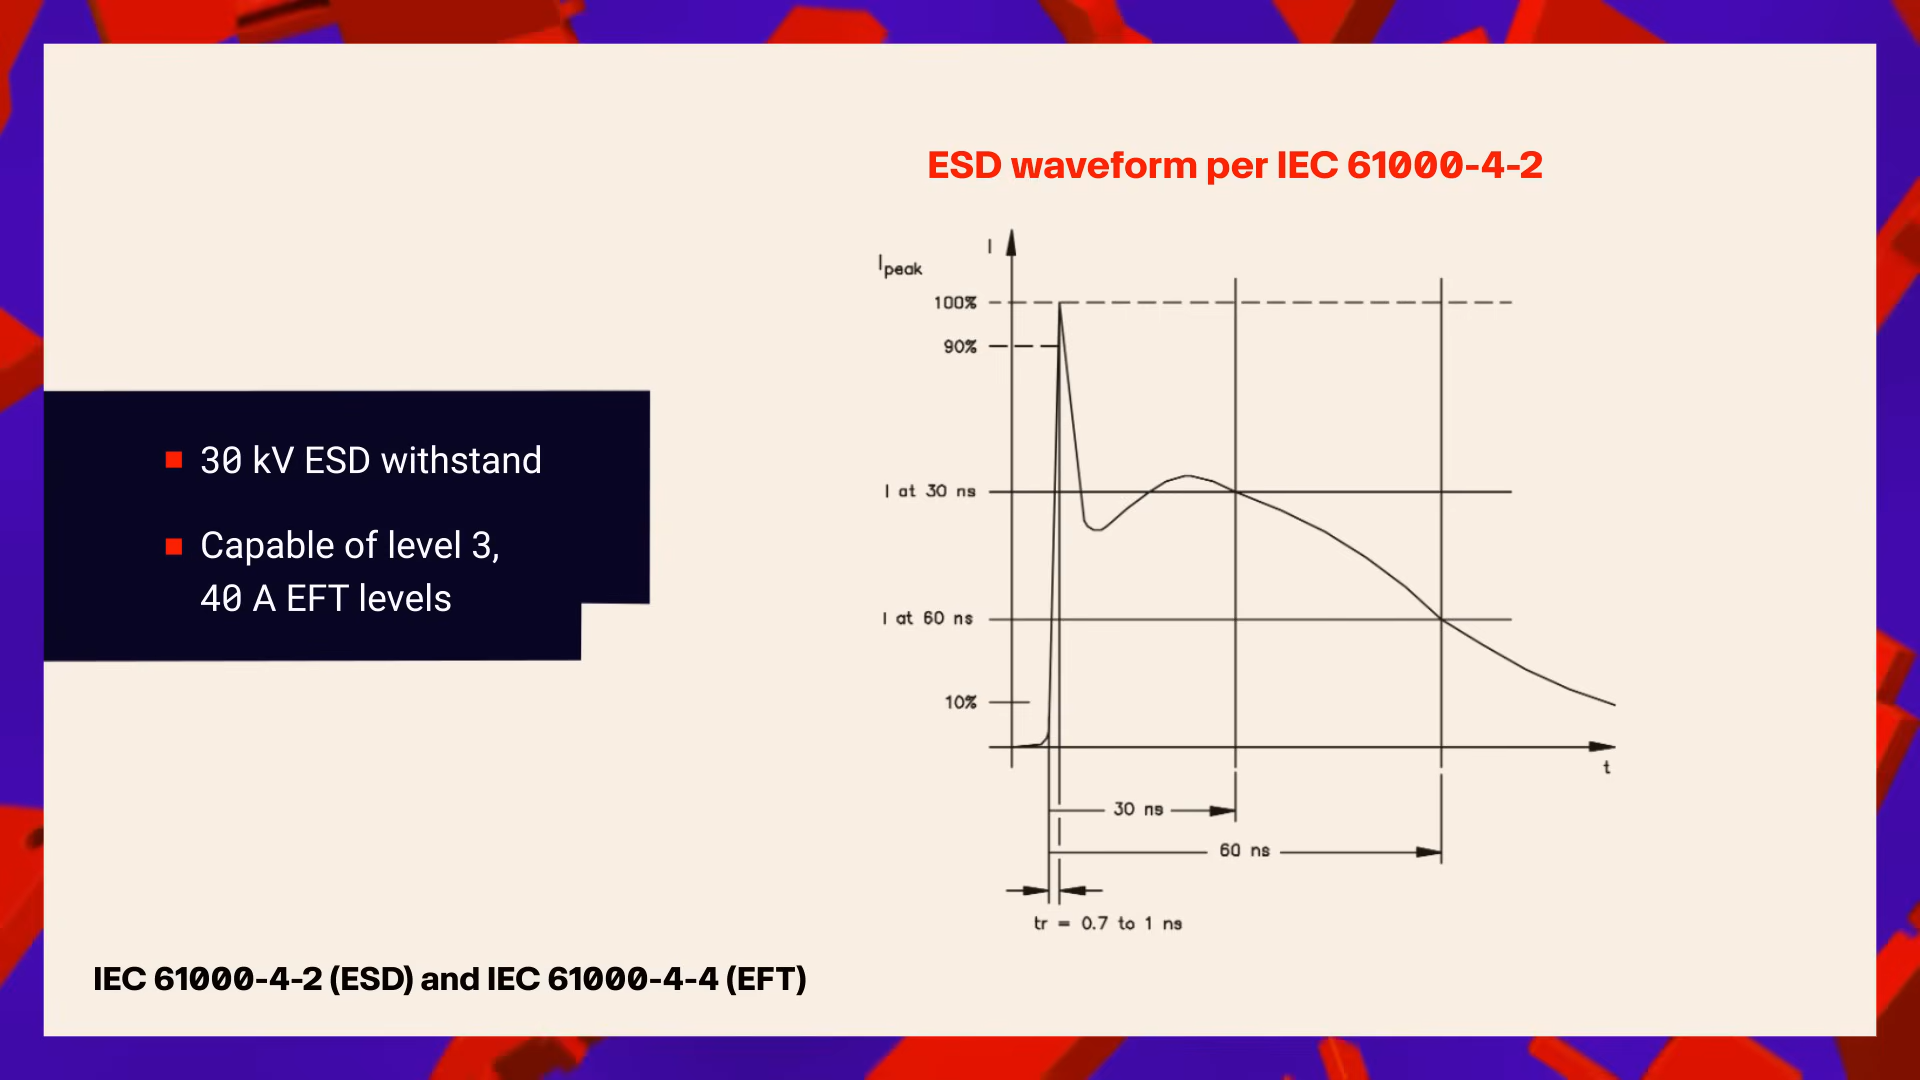 ESD waveform per IEC 61000-4-2
I
Ipeak
100%
90%
30 kV ESD withstand
I at 30 ns
Capable of level 3,
40 A EFT levels
I at 60 ns
10%
t
30 ns
60 ns
tr = 0.7 to 1 ns
IEC 61000-4-2 (ESD) and IEC 61000-4-4 (EFT)